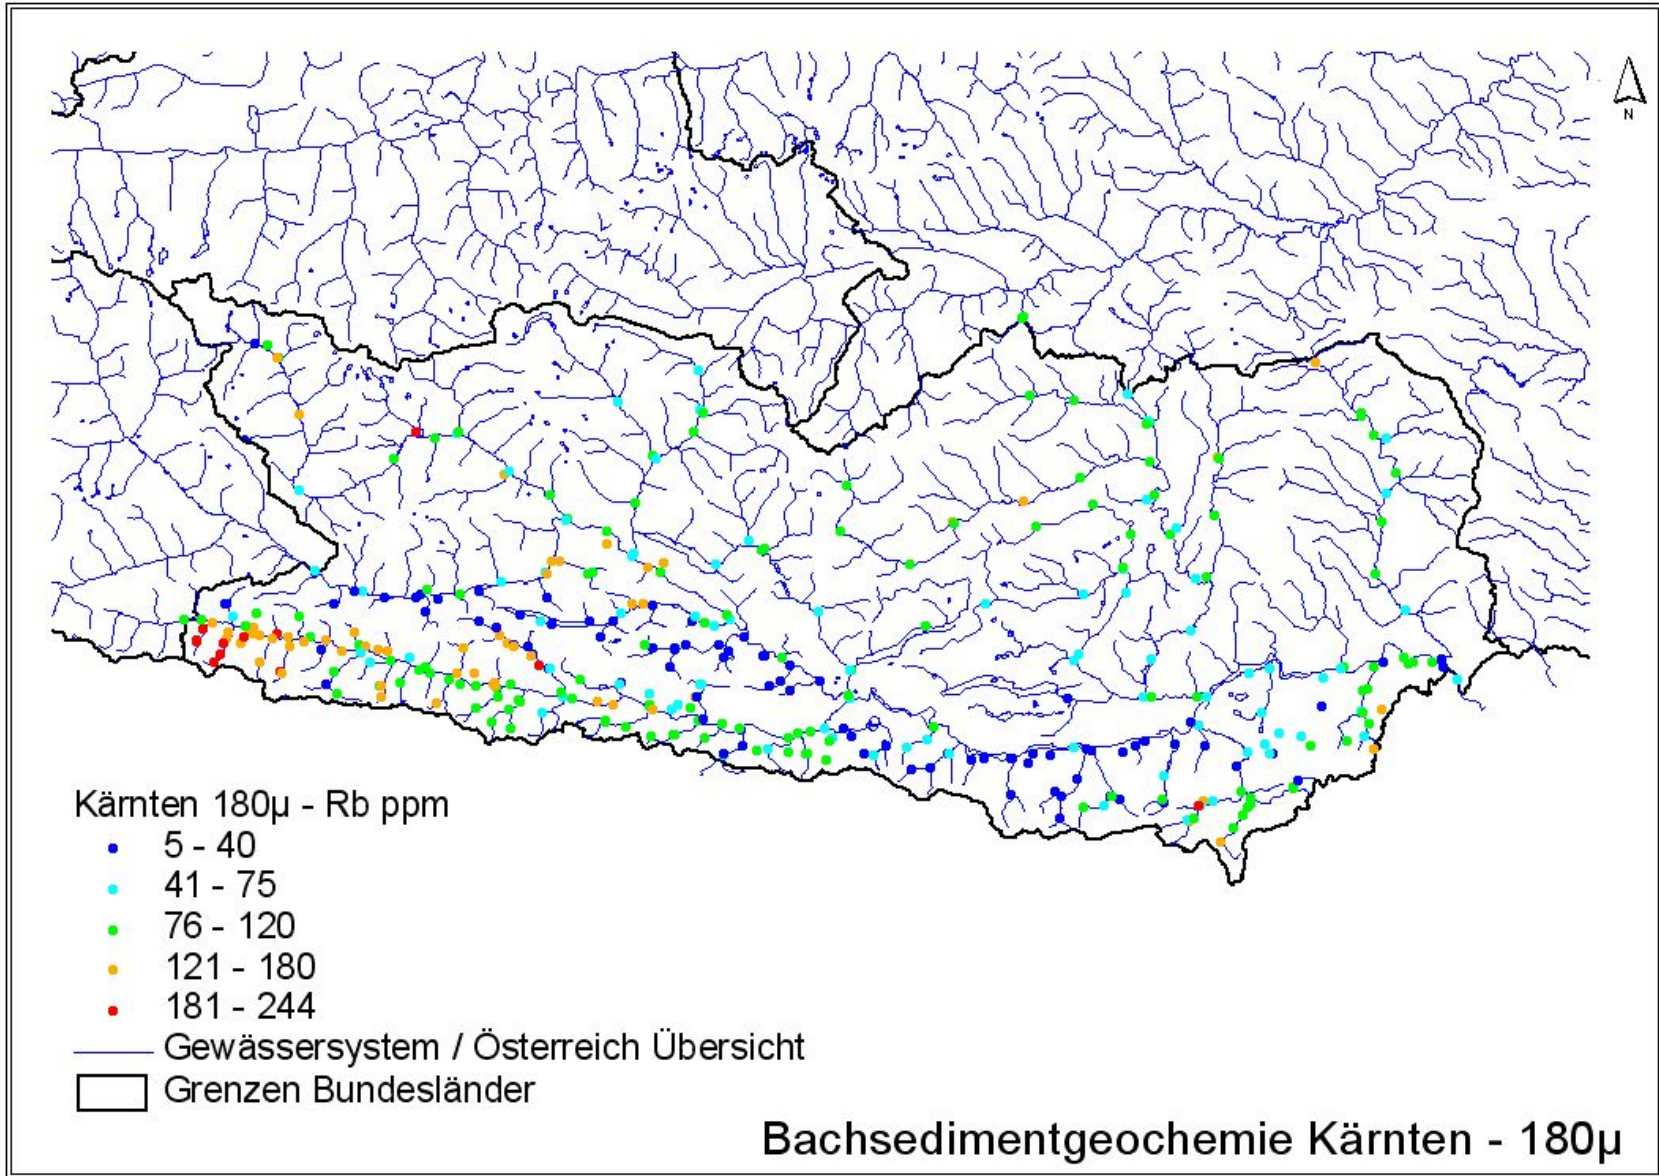 N
Kärnten 180µ - Rb ppm
5 - 40
41 - 75
76 - 120
121 - 180
181 - 244
Gewässersystem / Österreich Übersicht
Grenzen Bundesländer
Bachsedimentgeochemie Kärnten - 180µ